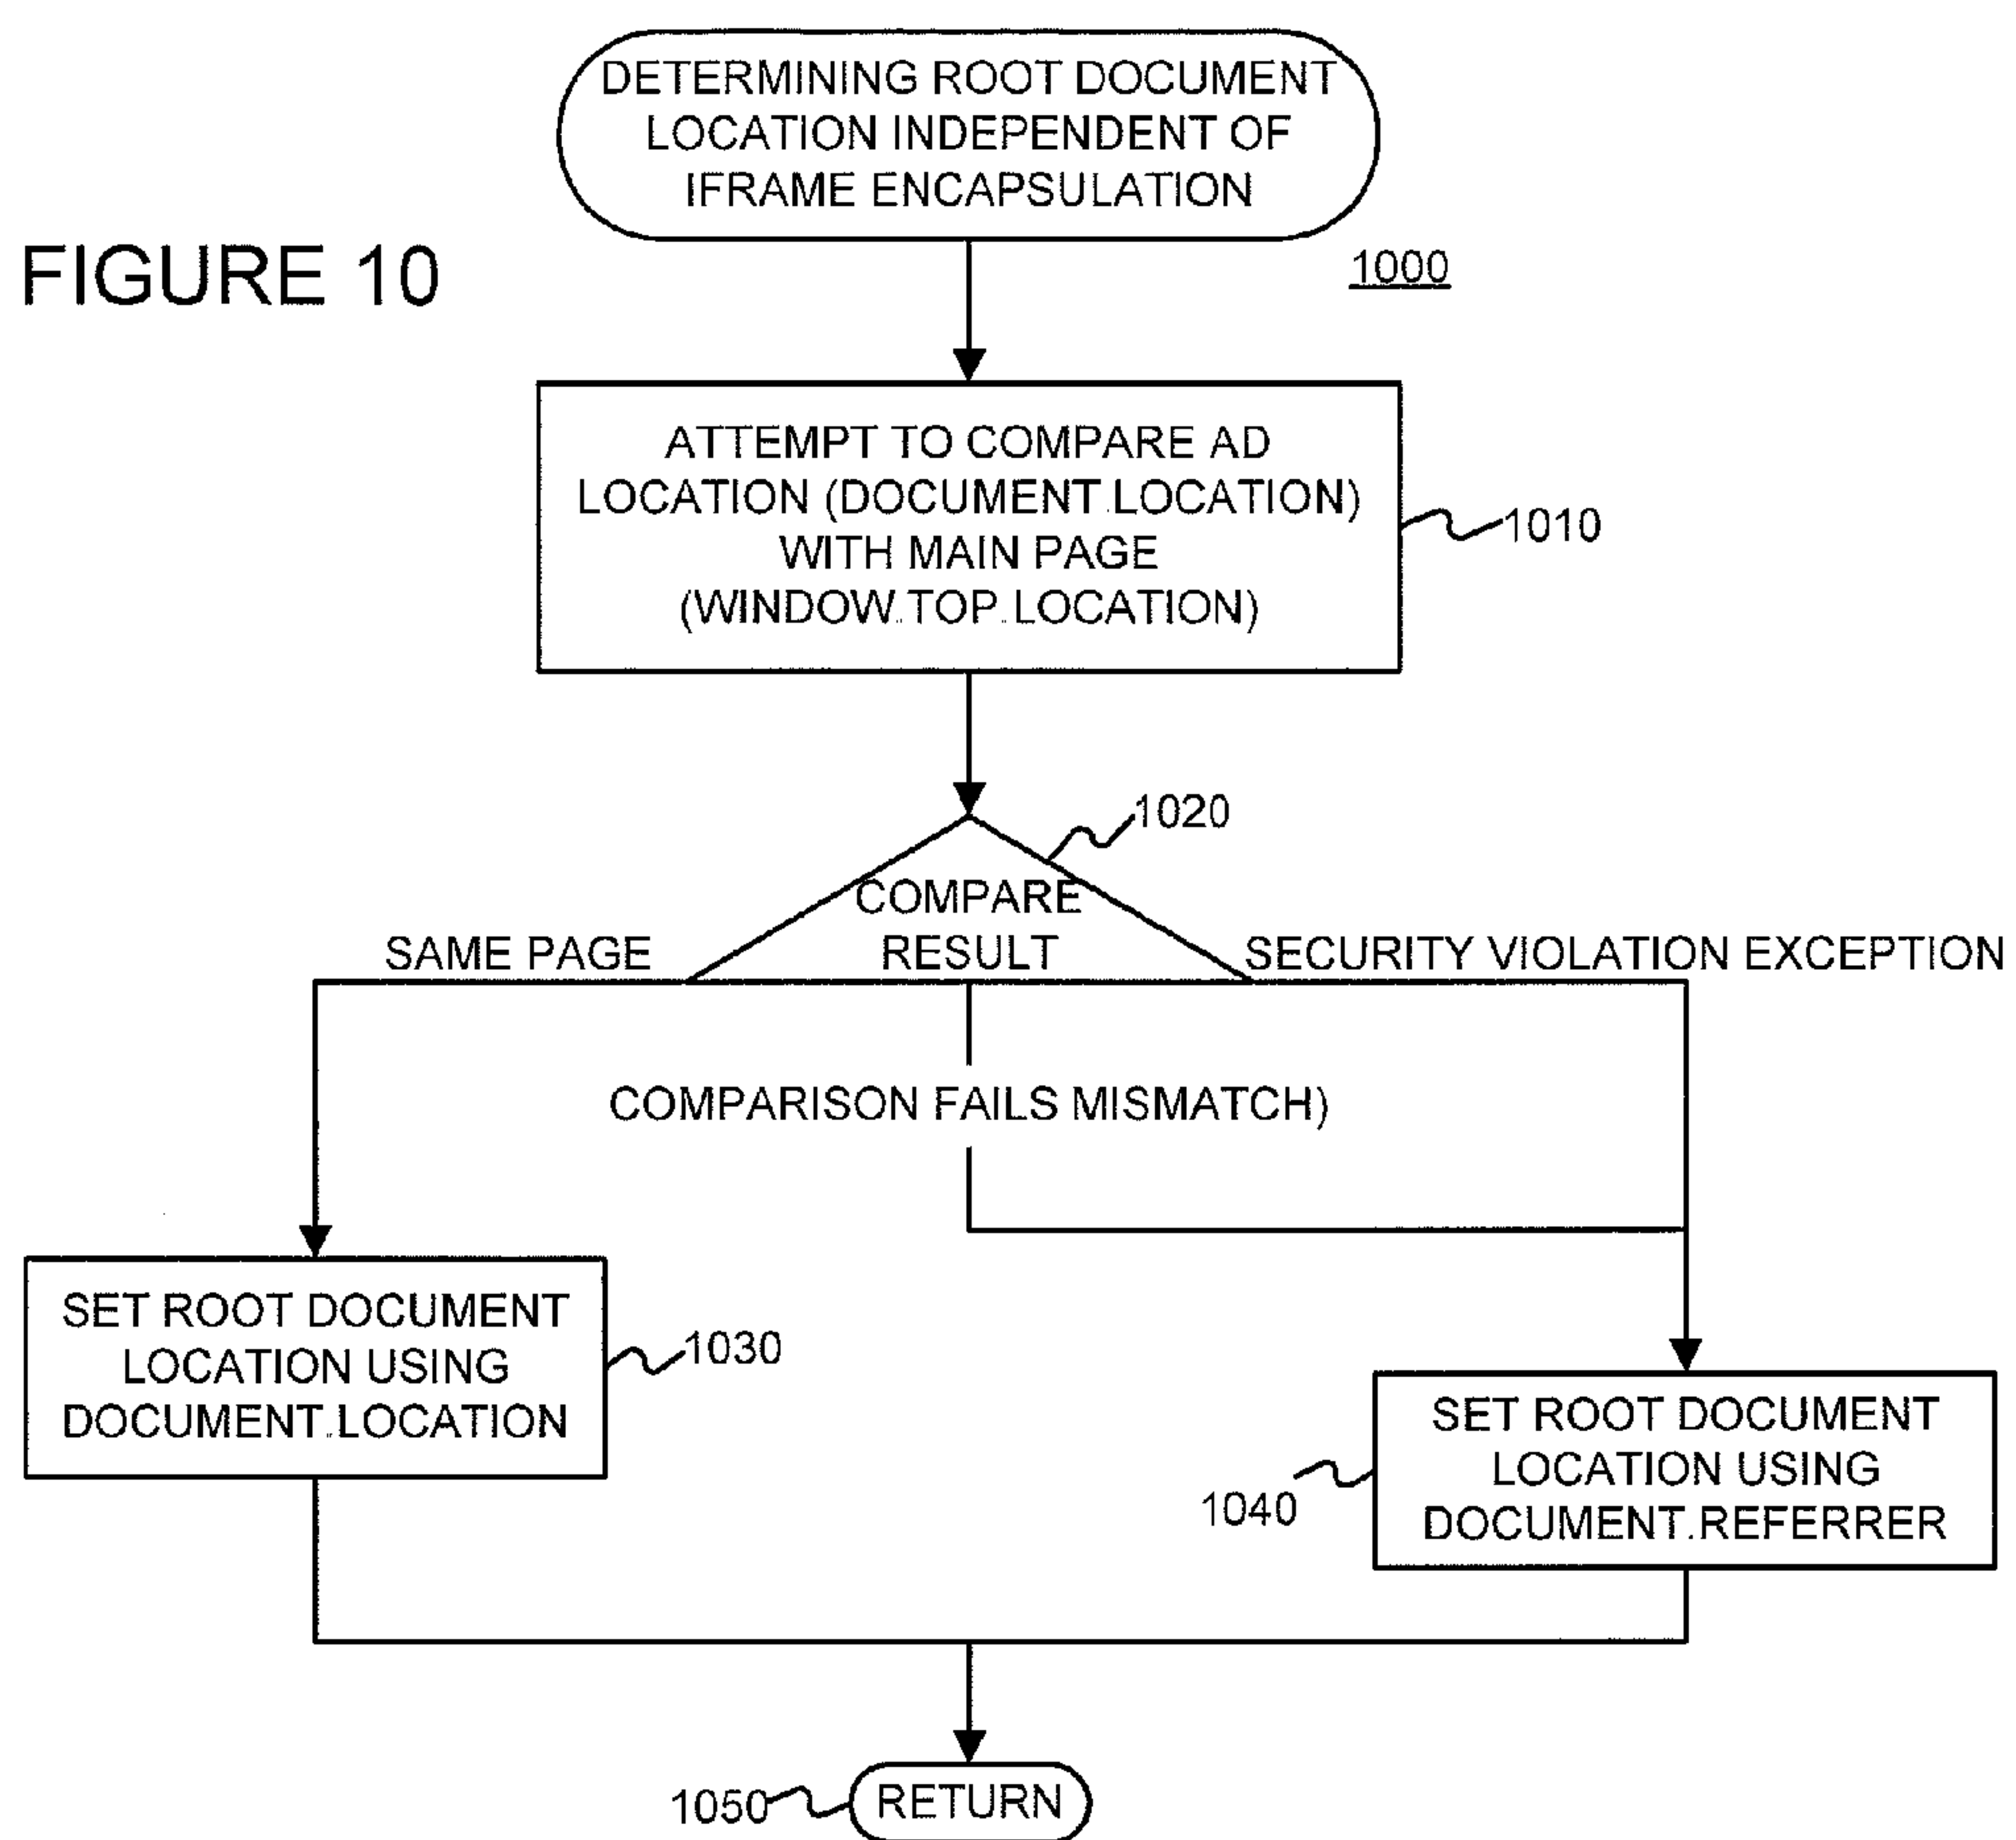 DETERMINING ROOT DOCUMENT
LOCATION INDEPENDENT OF
IFRAME ENCAPSULATION
FIGURE 10
1000
ATTEMPT TO COMPARE AD
LOCATION (DOCUMENT.LOCATION)
WITH MAIN PAGE
(WINDOW.TOP.LOCATION)
1010
1020
COMPARE
RESULT
SAME PAGE
SECURITY VIOLATION EXCEPTION
COMPARISON FAILS MISMATCH)
SET ROOT DOCUMENT
LOCATION USING
DOCUMENT.LOCATION
1030
SET ROOT DOCUMENT
LOCATION USING
DOCUMENT.REFERRER
1040
1050
RETURN